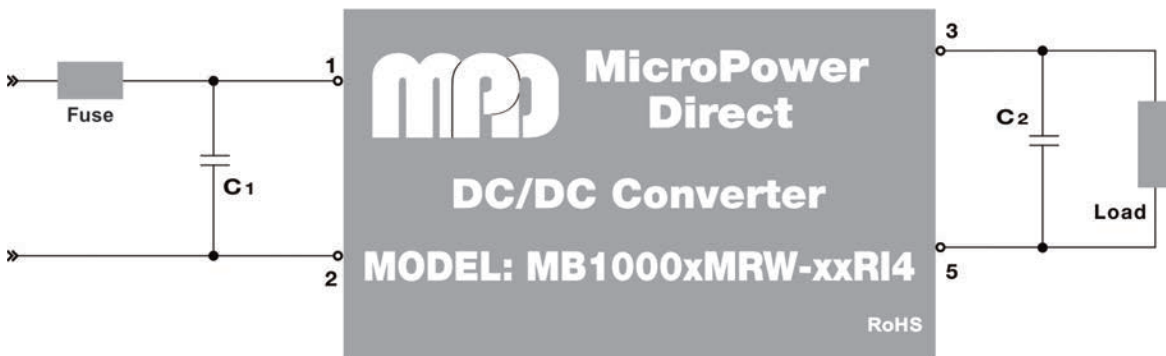 Fuse
C1
1
2
MPD
MicroPower
Direct
DC/DC Converter
MODEL: MB1000xMRW-xxRI4
RoHS
3
5
C2
Load